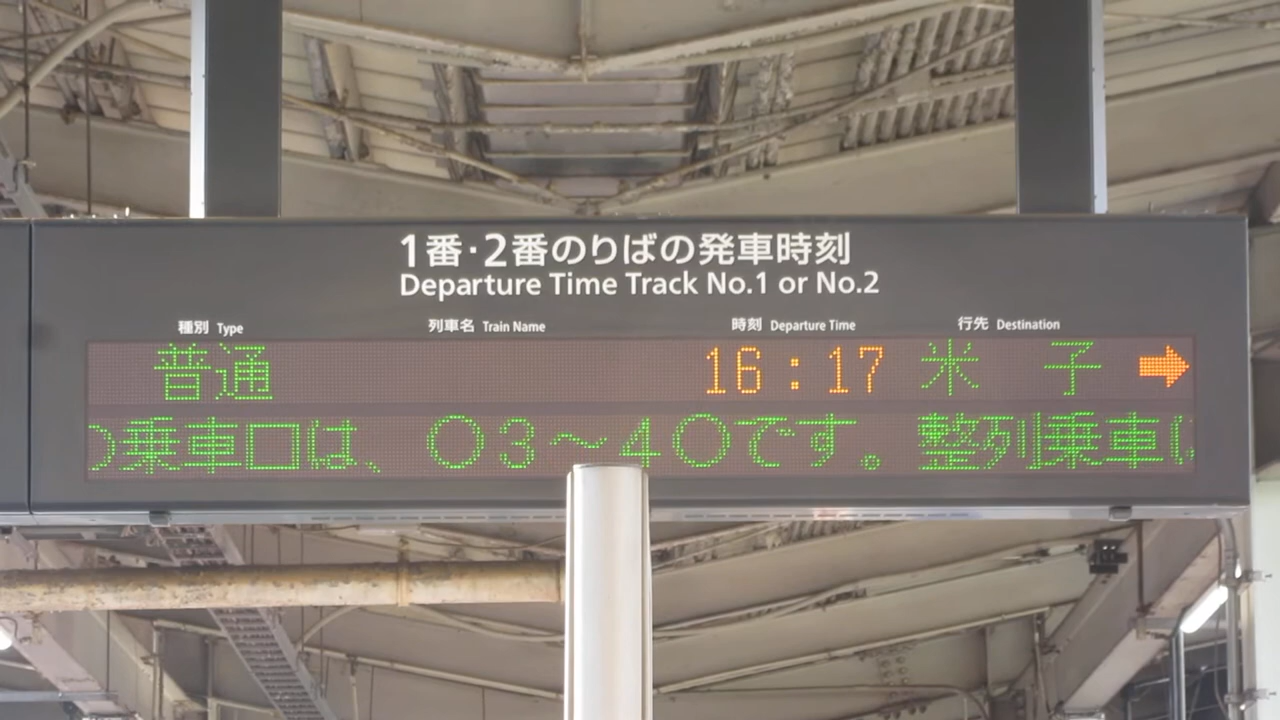 1番・2番のりばの発車時刻
Departure Time Track No.1 or No.2
種別 Type 列車名 Train Name 時刻 Departure Time 行先 Destination
普通 16:17 米子 ➡
乗車口は、〇3～4〇です。整列乗車